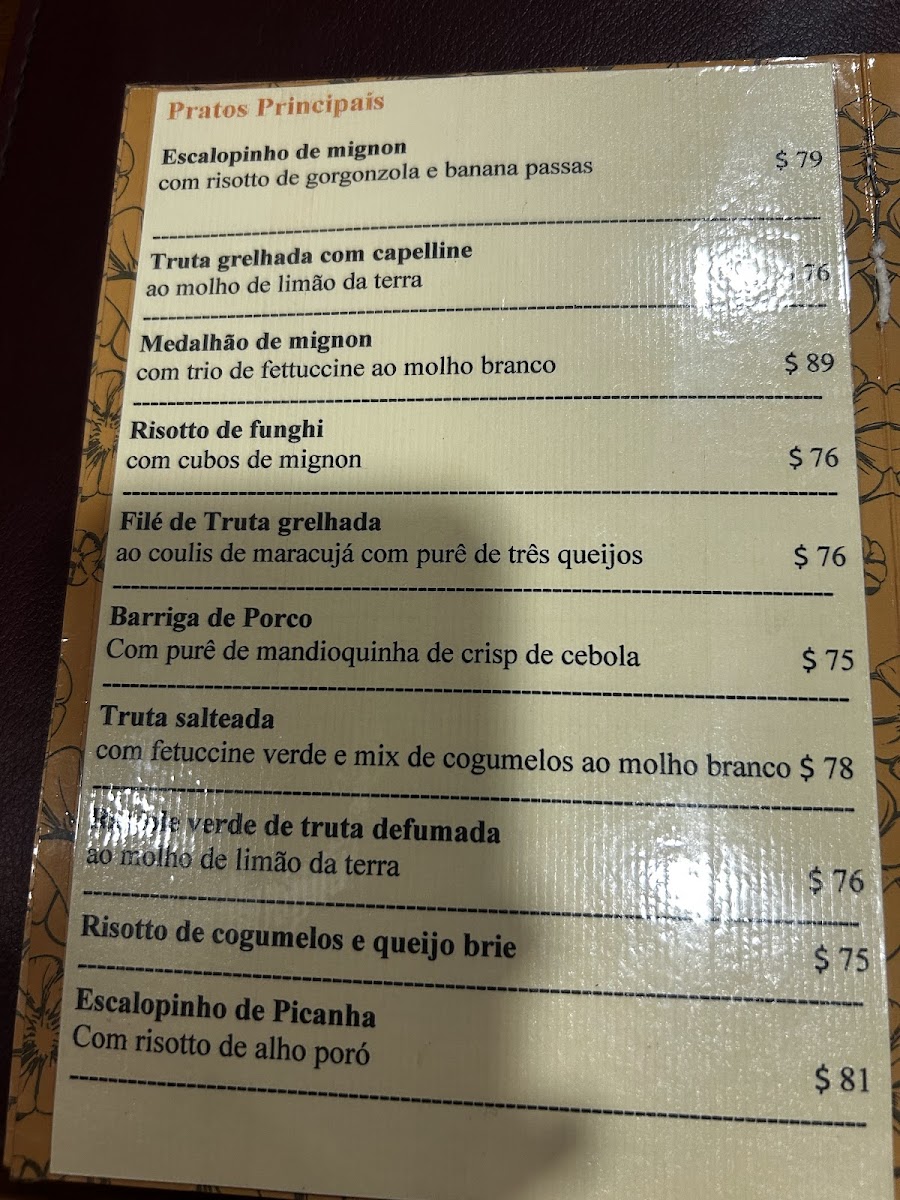 Pratos Principais
Escalopinho de mignon
com risotto de gorgonzola e banana passas
$ 79
Truta grelhada com capelline
ao molho de limão da terra
76
Medalhão de mignon
com trio de fettuccine ao molho branco
$ 89
Risotto de funghi
com cubos de mignon
$ 76
Filé de Truta grelhada
ao coulis de maracujá com purê de três queijos
$ 76
Barriga de Porco
Com purê de mandioquinha de crisp de cebola
$ 75
Truta salteada
com fetuccine verde e mix de cogumelos ao molho branco $ 78
verde de truta defumada
ao molho de limão da terra
$ 76
Risotto de cogumelos e queijo brie
$ 75
Escalopinho de Picanha
Com risotto de alho poró
$ 81